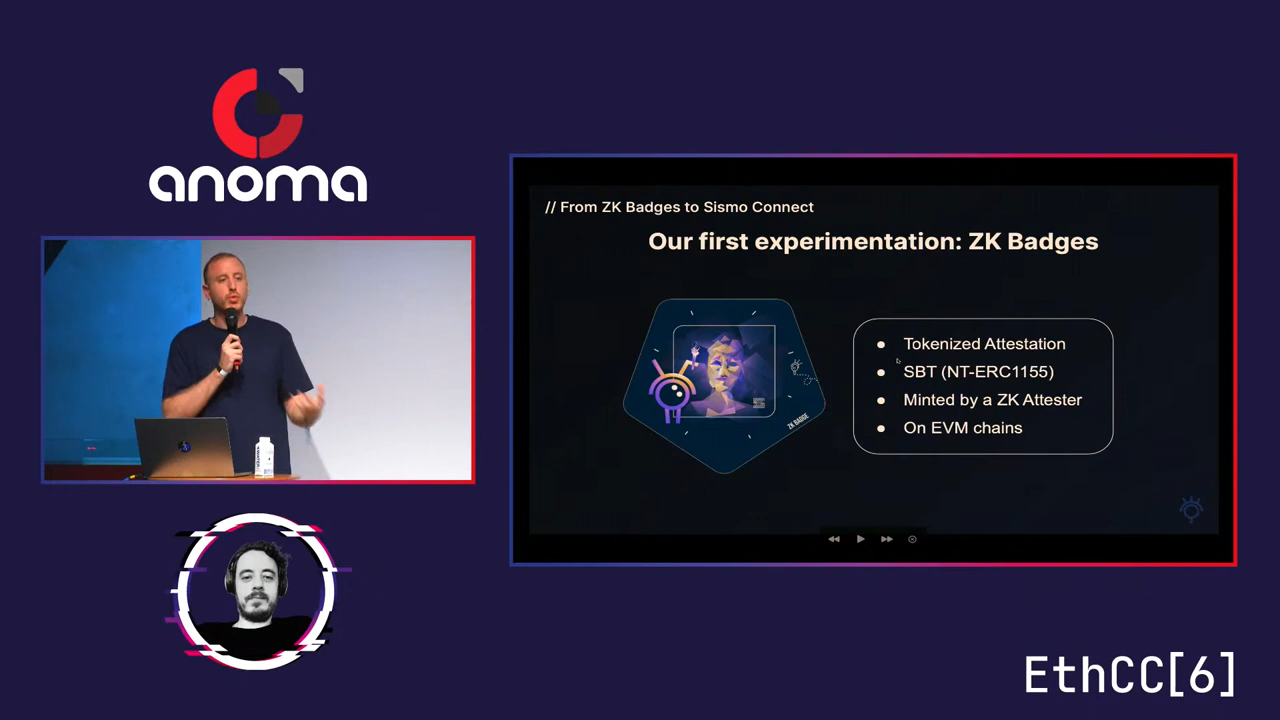 anoma
// From ZK Badges to Sismo Connect
Our first experimentation: ZK Badges
ZK BADGE
Tokenized Attestation
SBT (NT-ERC1155)
Minted by a ZK Attester
On EVM chains
EthCC[6]